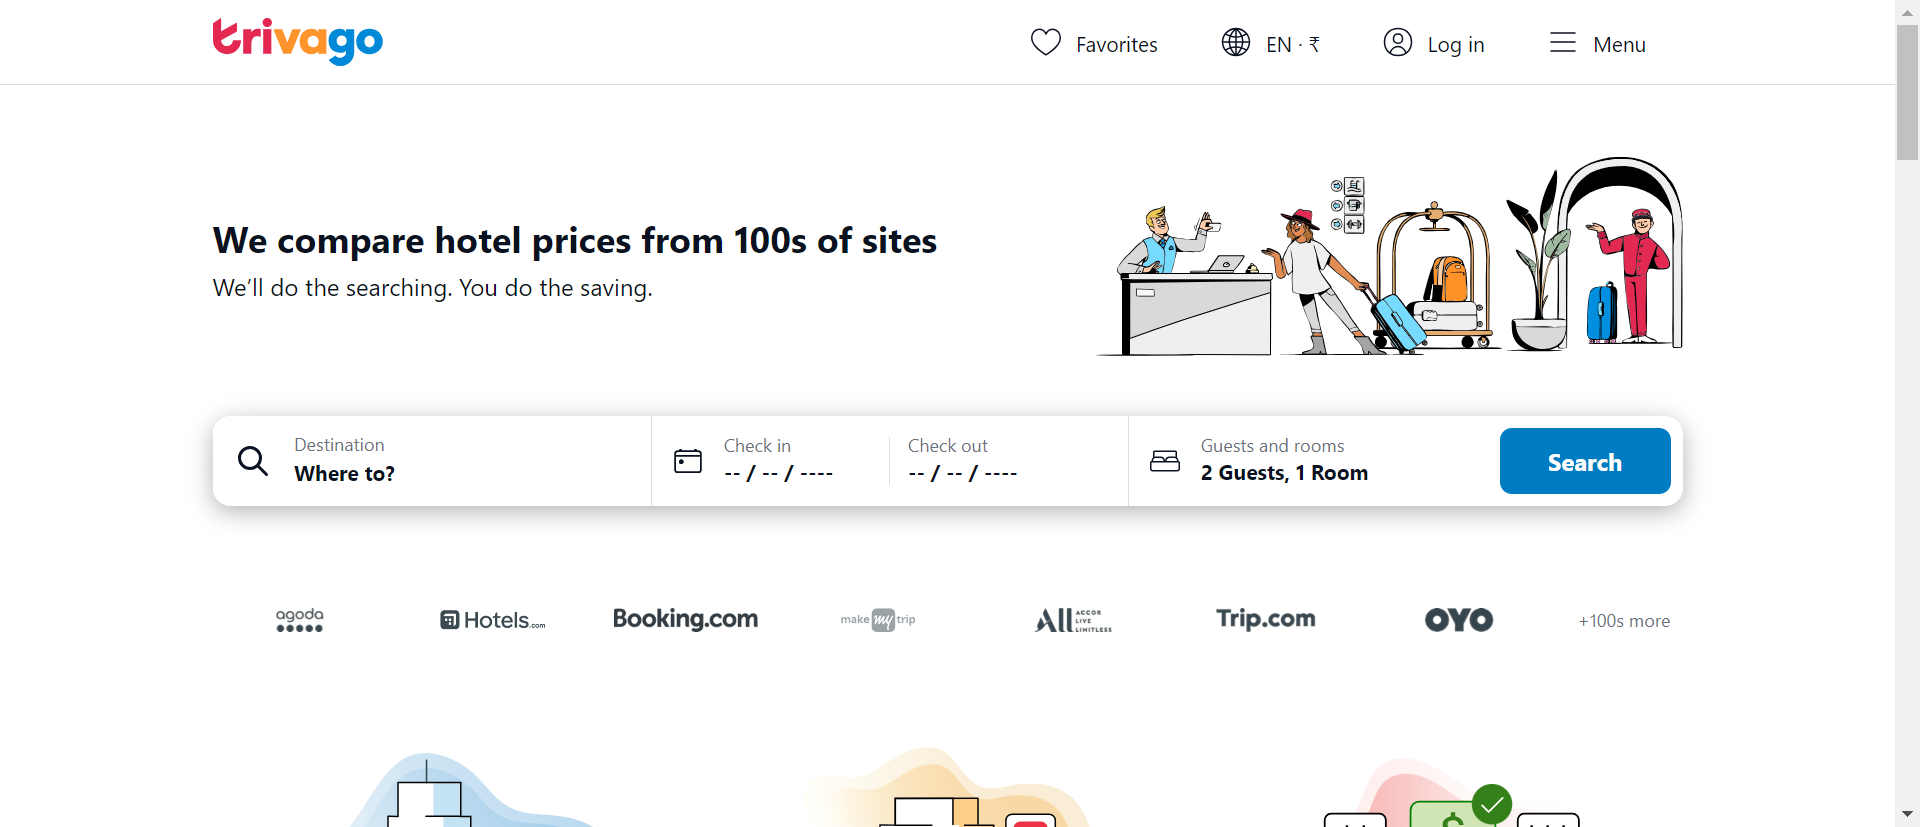 trivago
Favorites
EN · ₹
Log in
Menu
We compare hotel prices from 100s of sites
We’ll do the searching. You do the saving.
Destination
Where to?
Check in
-- / -- / ----
Check out
-- / -- / ----
Guests and rooms
2 Guests, 1 Room
Search
agoda
Hotels.com
Booking.com
make my trip
ALL ACCOR LIVE LIMITLESS
Trip.com
OYO
+100s more
$